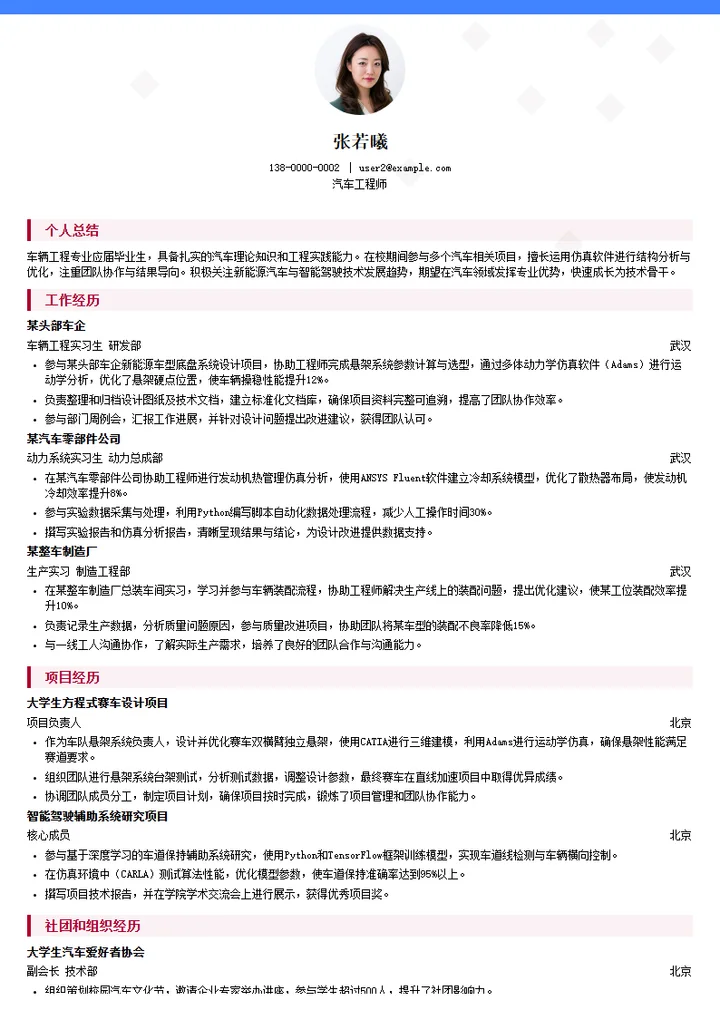 张若曦
138-0000-0002 | user2@example.com
汽车工程师
个人总结
车辆工程专业应届毕业生，具备扎实的汽车理论知识和工程实践能力。在校期间参与多个汽车相关项目，擅长运用仿真软件进行结构分析与
优化，注重团队协作与结果导向。积极关注新能源汽车与智能驾驶技术发展趋势，期望在汽车领域发挥专业优势，快速成长为技术骨干。
工作经历
某头部车企
车辆工程实习生 研发部 武汉
• 参与某头部车企新能源车型底盘系统设计项目，协助工程师完成悬架系统参数计算与选型，通过多体动力学仿真软件（Adams）进行运
动学分析，优化了悬架硬点位置，使车辆操稳性能提升12%。
• 负责整理和归档设计图纸及技术文档，建立标准化文档库，确保项目资料完整可追溯，提高了团队协作效率。
• 参与部门周例会，汇报工作进展，并针对设计问题提出改进建议，获得团队认可。
某汽车零部件公司
动力系统实习生 动力总成部 武汉
• 在某汽车零部件公司协助工程师进行发动机热管理仿真分析，使用ANSYS Fluent软件建立冷却系统模型，优化了散热器布局，使发动机
冷却效率提升8%。
• 参与实验数据采集与处理，利用Python编写脚本自动化数据处理流程，减少人工操作时间30%。
• 撰写实验报告和仿真分析报告，清晰呈现结果与结论，为设计改进提供数据支持。
某整车制造厂
生产实习 制造工程部 武汉
• 在某整车制造厂总装车间实习，学习并参与车辆装配流程，协助工程师解决生产线上的装配问题，提出优化建议，使某工位装配效率提
升10%。
• 负责记录生产数据，分析质量问题原因，参与质量改进项目，协助团队将某车型的装配不良率降低15%。
• 与一线工人沟通协作，了解实际生产需求，培养了良好的团队合作与沟通能力。
项目经历
大学生方程式赛车设计项目
项目负责人 北京
• 作为车队悬架系统负责人，设计并优化赛车双横臂独立悬架，使用CATIA进行三维建模，利用Adams进行运动学仿真，确保悬架性能满足
赛道要求。
• 组织团队进行悬架系统台架测试，分析测试数据，调整设计参数，最终赛车在直线加速项目中取得优异成绩。
• 协调团队成员分工，制定项目计划，确保项目按时完成，锻炼了项目管理和团队协作能力。
智能驾驶辅助系统研究项目
核心成员 北京
• 参与基于深度学习的车道保持辅助系统研究，使用Python和TensorFlow框架训练模型，实现车道线检测与车辆横向控制。
• 在仿真环境中（CARLA）测试算法性能，优化模型参数，使车道保持准确率达到95%以上。
• 撰写项目技术报告，并在学院学术交流会上进行展示，获得优秀项目奖。
社团和组织经历
大学生汽车爱好者协会
副会长 技术部 北京
• 组织策划校园汽车文化节，邀请企业专家举办讲座，参与学生超过500人，提升了社团影响力。